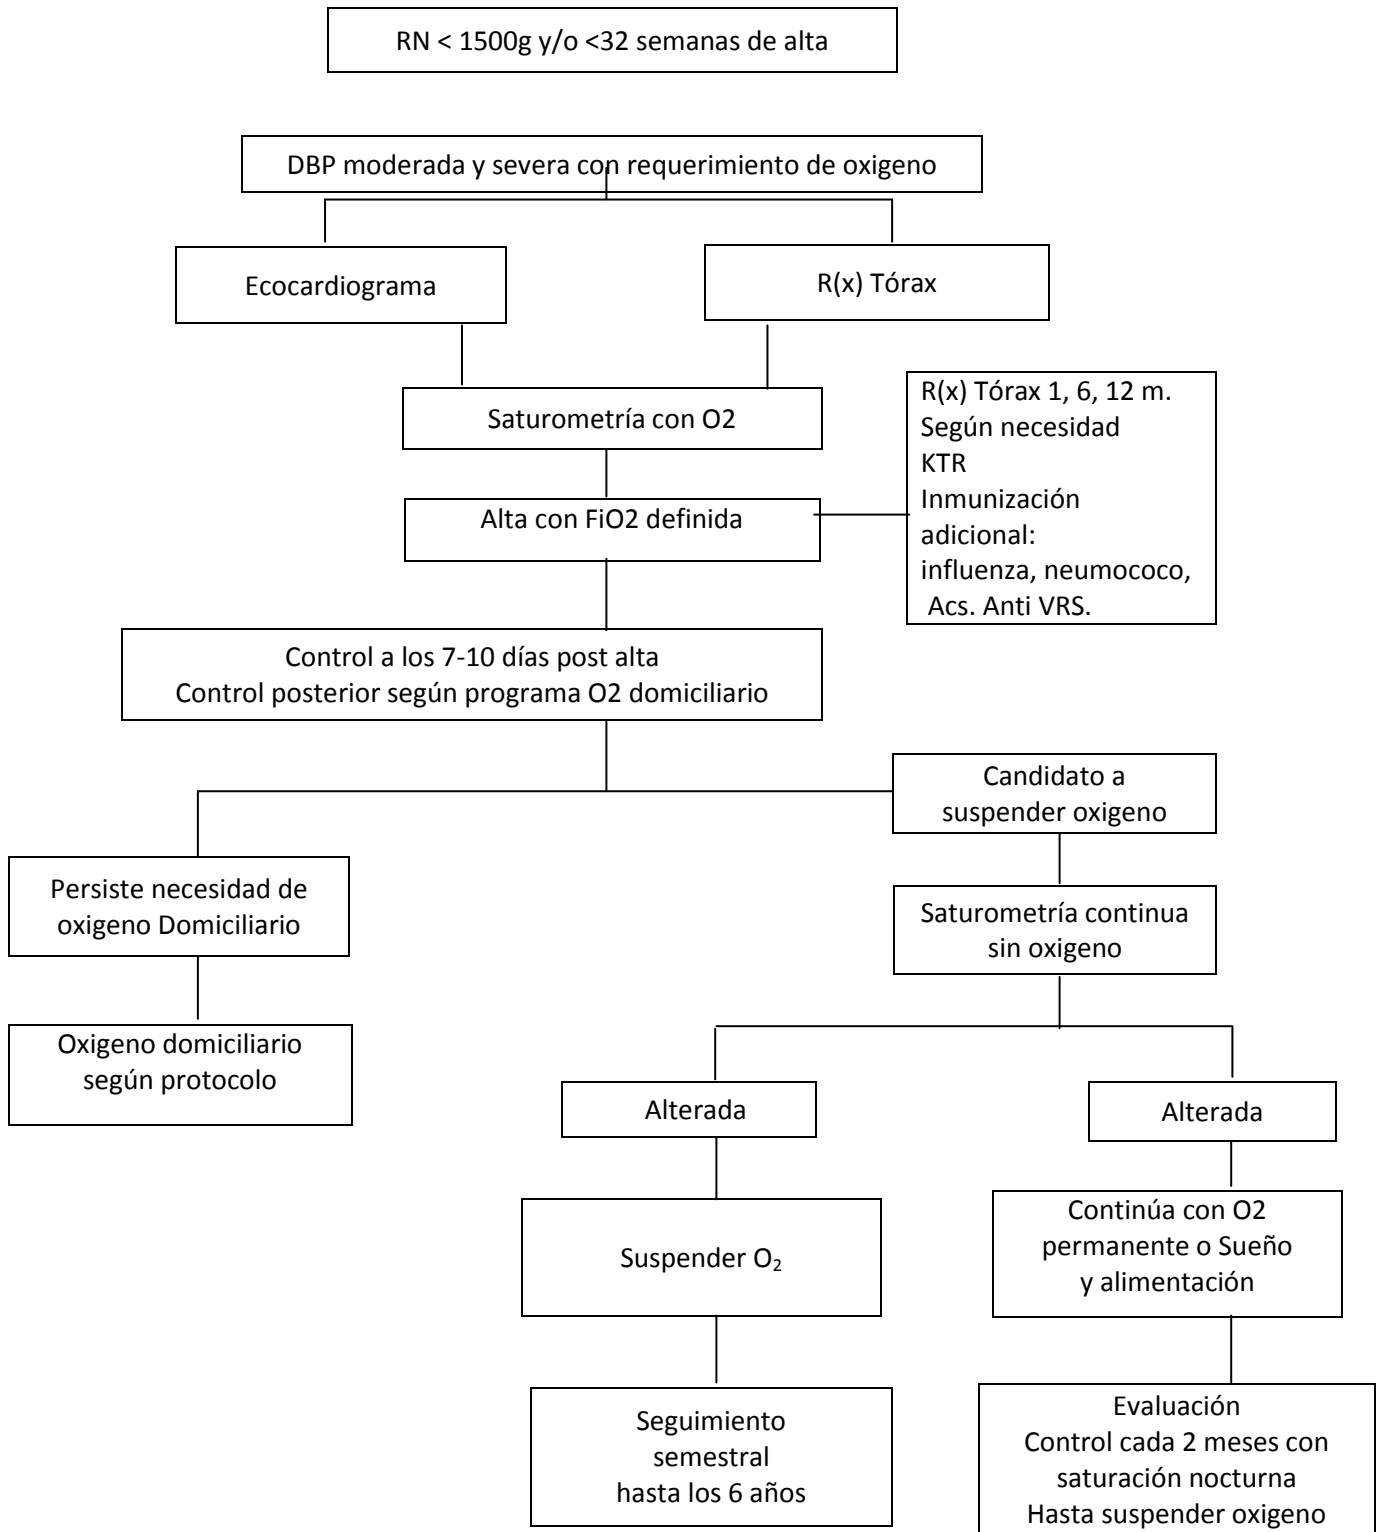 RN < 1500g y/o <32 semanas de alta
DBP moderada y severa con requerimiento de oxigeno
Ecocardiograma
R(x) Tórax
Saturometría con O2
R(x) Tórax 1, 6, 12 m.
Según necesidad
KTR
Inmunización
adicional:
influenza, neumococo,
Acs. Anti VRS.
Alta con FiO2 definida
Control a los 7-10 días post alta
Control posterior según programa O2 domiciliario
Candidato a
suspender oxigeno
Persiste necesidad de
oxigeno Domiciliario
Saturometría continua
sin oxigeno
Oxigeno domiciliario
según protocolo
Alterada
Alterada
Suspender O₂
Continúa con O2
permanente o Sueño
y alimentación
Seguimiento
semestral
hasta los 6 años
Evaluación
Control cada 2 meses con
saturación nocturna
Hasta suspender oxigeno